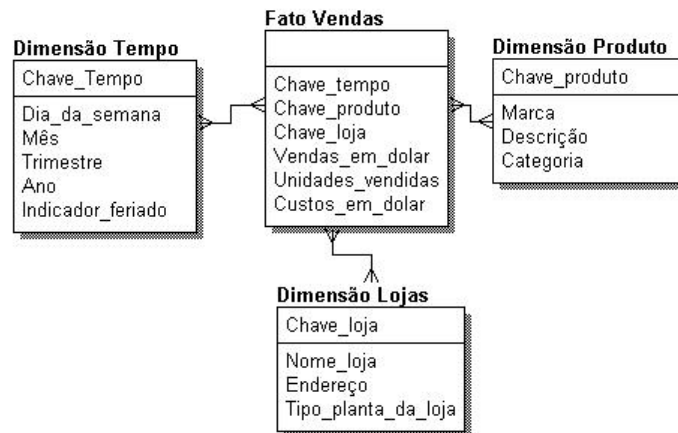 Dimensão Tempo
Chave_Tempo
Dia_da_semana
Mês
Trimestre
Ano
Indicador_feriado
Fato Vendas
Chave_tempo
Chave_produto
Chave_loja
Vendas_em_dolar
Unidades_vendidas
Custos_em_dolar
Dimensão Produto
Chave_produto
Marca
Descrição
Categoria
Dimensão Lojas
Chave_loja
Nome_loja
Endereço
Tipo_planta_da_loja